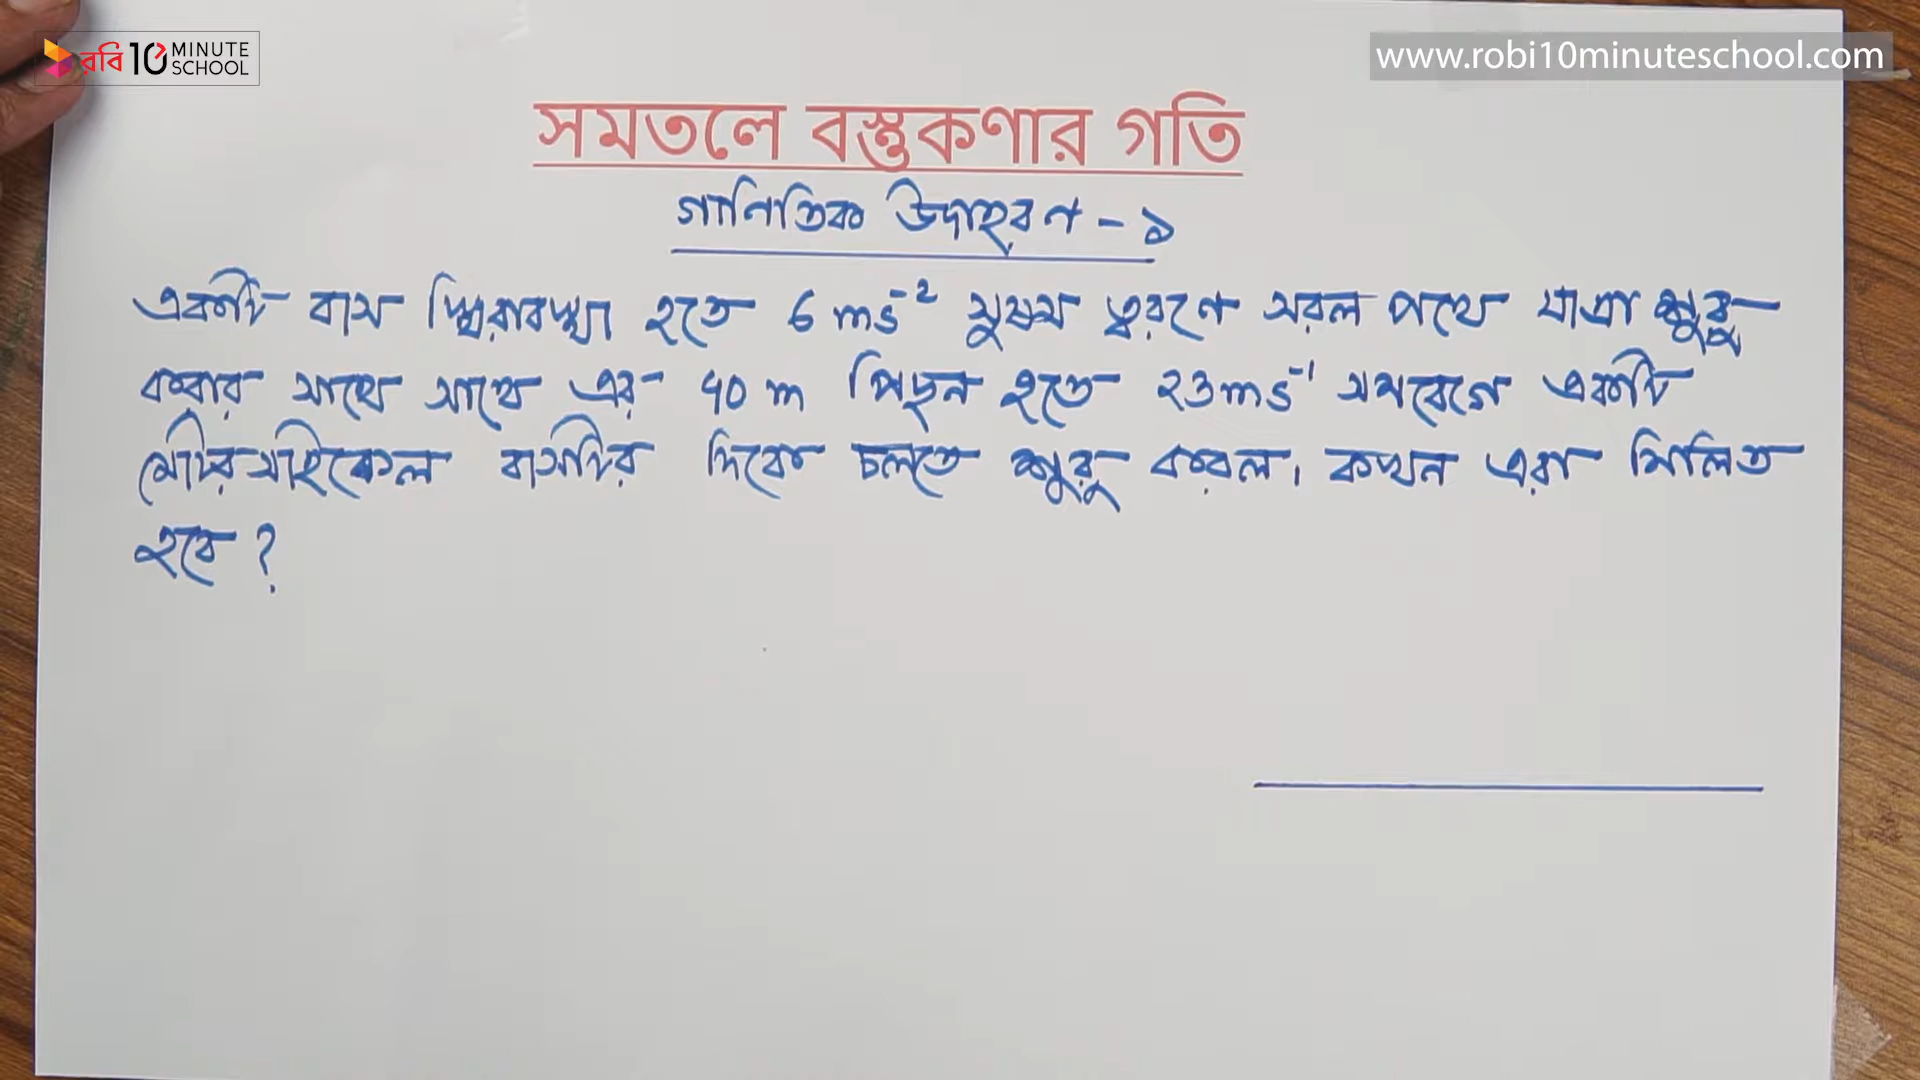 রবি 10 MINUTE SCHOOL
www.robi10minuteschool.com
সমতলে বস্তুকণার গতি
গানিতিক উদাহরণ - ১
একটি বাস স্থিরাবস্থা হতে 6 ms⁻² সুষম ত্বরণে সরল পথে যাত্রা শুরু
করার সাথে সাথে এর 40 m পিছন হতে 23 ms⁻¹ সমবেগে একটি
মোটরসাইকেল বাসটির দিকে চলতে শুরু করল। কখন এরা মিলিত
হবে ?